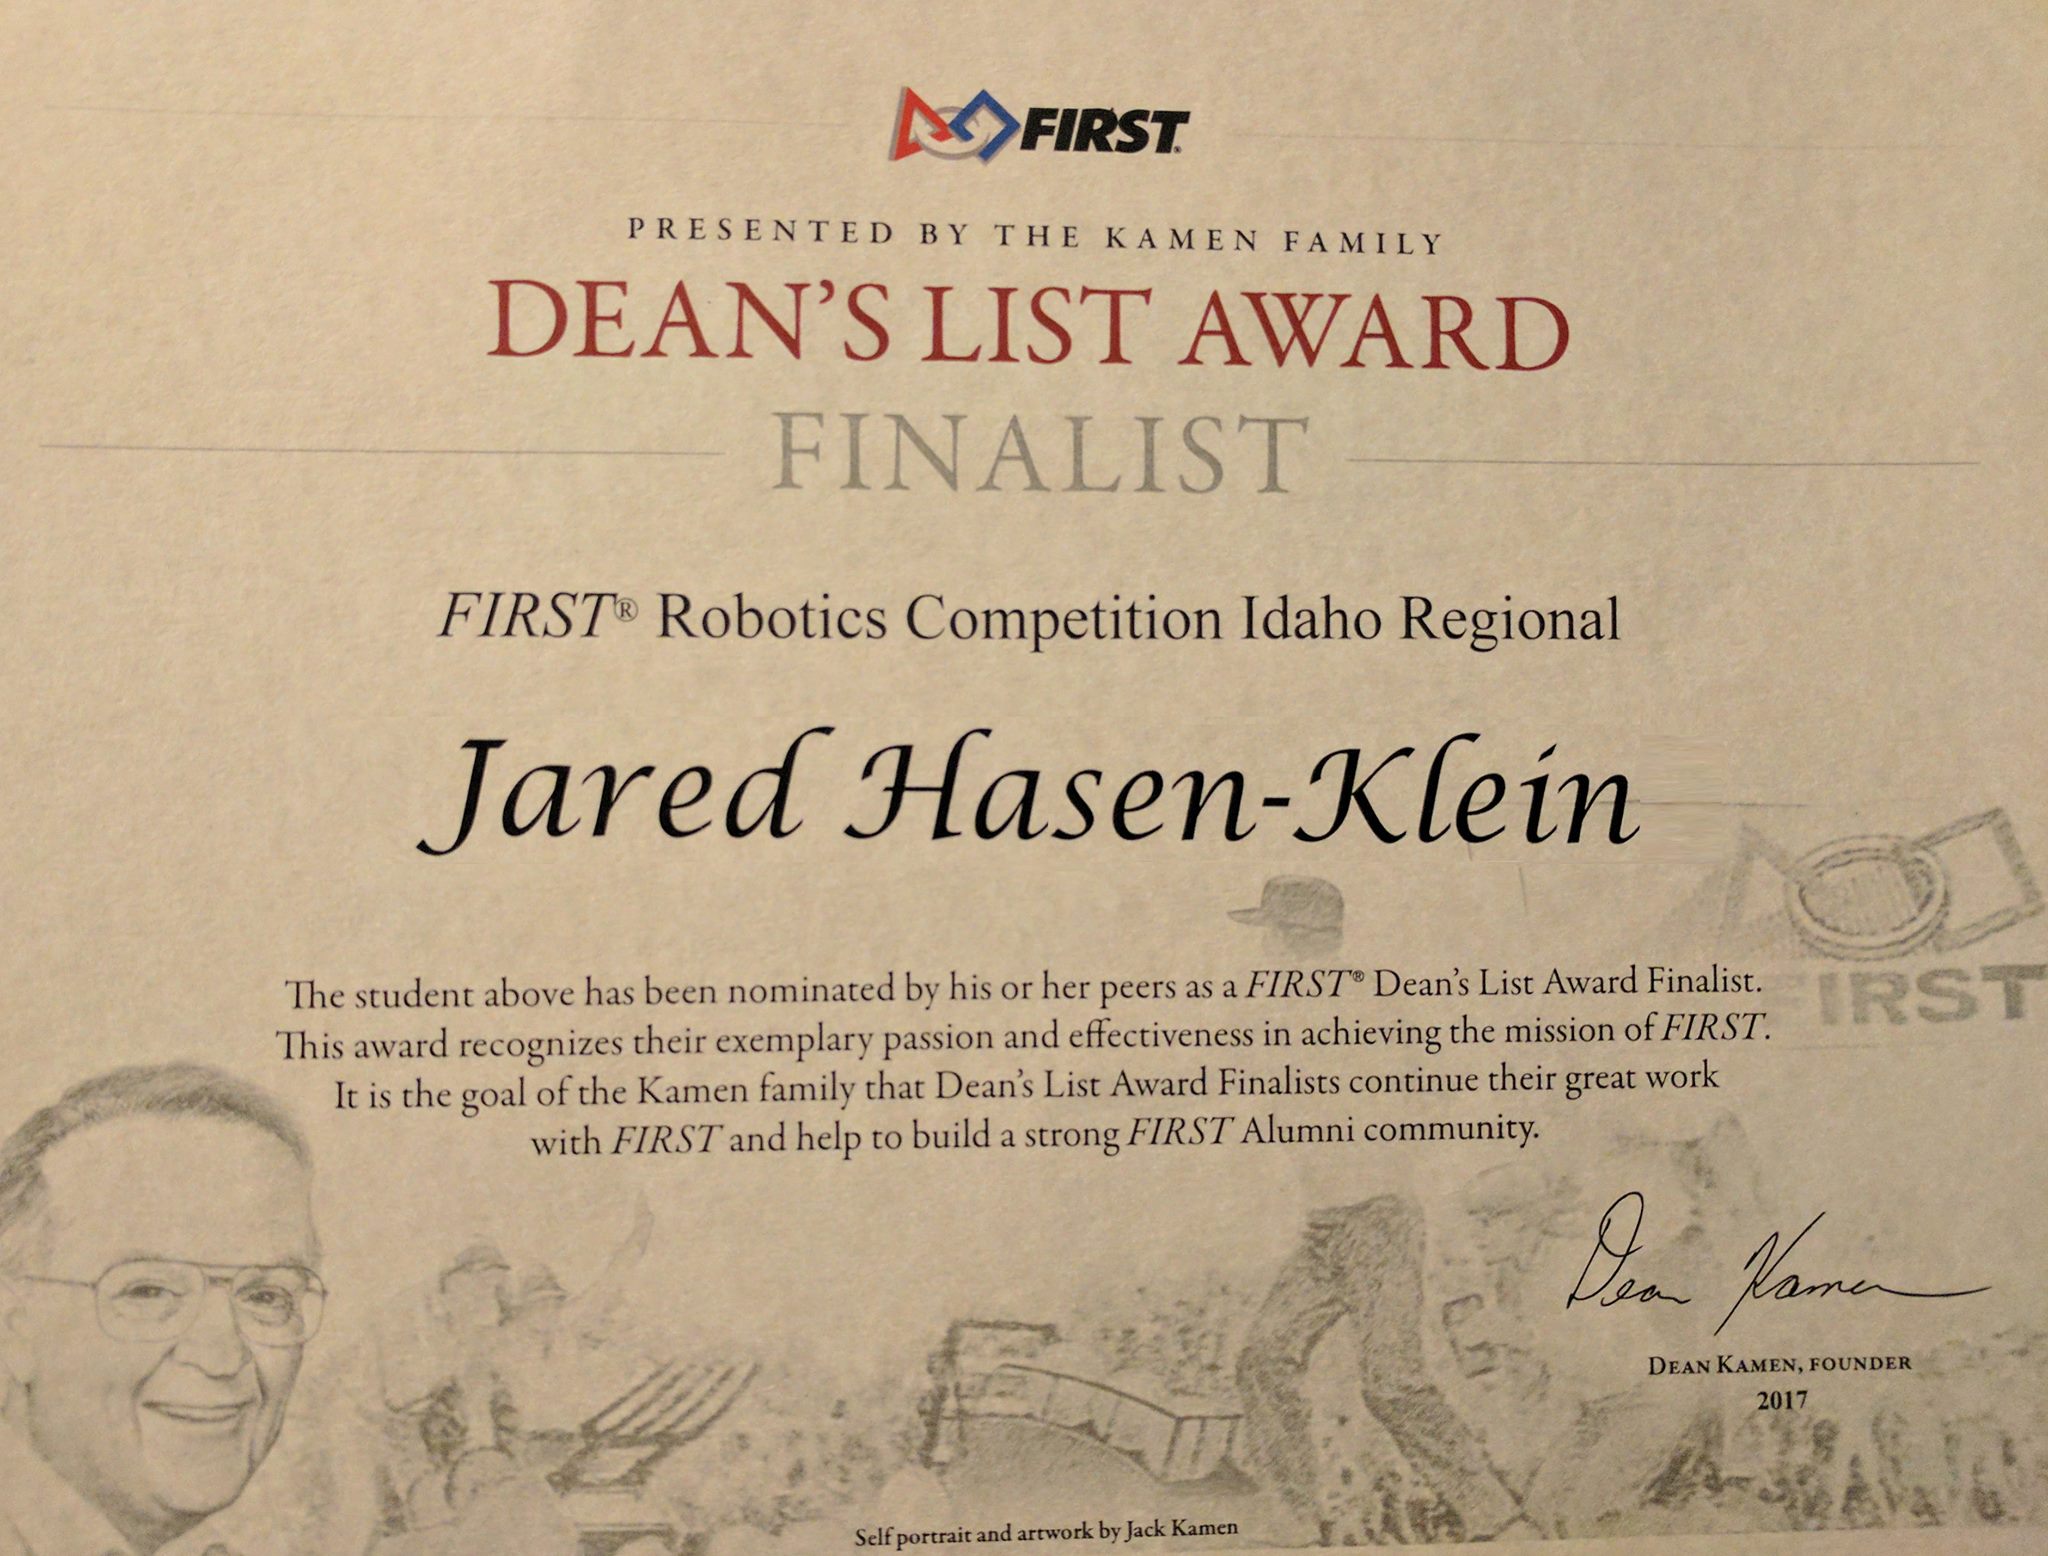 FIRST®
PRESENTED BY THE KAMEN FAMILY
DEAN'S LIST AWARD
FINALIST
FIRST® Robotics Competition Idaho Regional
Jared Hasen-Klein
The student above has been nominated by his or her peers as a FIRST® Dean's List Award Finalist.
This award recognizes their exemplary passion and effectiveness in achieving the mission of FIRST.
It is the goal of the Kamen family that Dean's List Award Finalists continue their great work
with FIRST and help to build a strong FIRST Alumni community.
FIRST
Dean Kamen
DEAN KAMEN, FOUNDER
2017
Self portrait and artwork by Jack Kamen